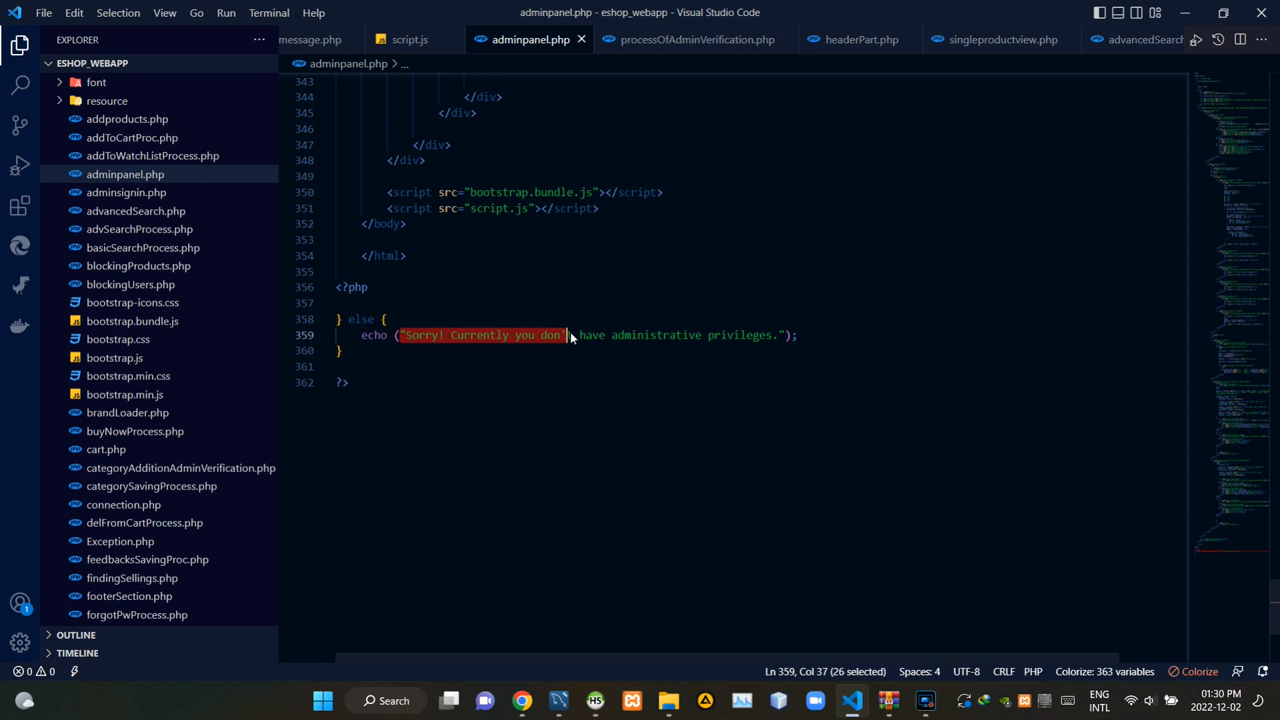 File Edit Selection View Go Run Terminal Help
adminpanel.php - eshop_webapp - Visual Studio Code
EXPLORER
message.php
script.js
adminpanel.php
processOfAdminVerification.php
headerPart.php
singleproductview.php
advancedSearch
ESHOP_WEBAPP
adminpanel.php > ...
font
resource
addproducts.php
addToCartProc.php
addToWatchListProcess.php
adminpanel.php
adminsignin.php
advancedSearch.php
advSearchProcess.php
basicSearchProcess.php
blockingProducts.php
blockingUsers.php
bootstrap-icons.css
bootstrap.bundle.js
bootstrap.css
bootstrap.js
bootstrap.min.css
bootstrap.min.js
brandLoader.php
buyNowProcess.php
cart.php
categoryAdditionAdminVerification.php
categorySavingProcess.php
connection.php
delFromCartProcess.php
Exception.php
feedbacksSavingProc.php
findingSellings.php
footerSection.php
forgotPwProcess.php
OUTLINE
TIMELINE
343
344 </div>
345 </div>
346
347 </div>
348 </div>
349
350 <script src="bootstrap.bundle.js"></script>
351 <script src="script.js"></script>
352 </body>
353
354 </html>
355
356 <?php
357
358 } else {
359 echo ("Sorry! Currently you don't have administrative privileges.");
360 }
361
362 ?>
0 0
Ln 359, Col 37 (26 selected) Spaces: 4 UTF-8 CRLF PHP Colorize: 363 variables Colorize
1
Search
HS
ENG
INTL
01:30 PM
2022-12-02